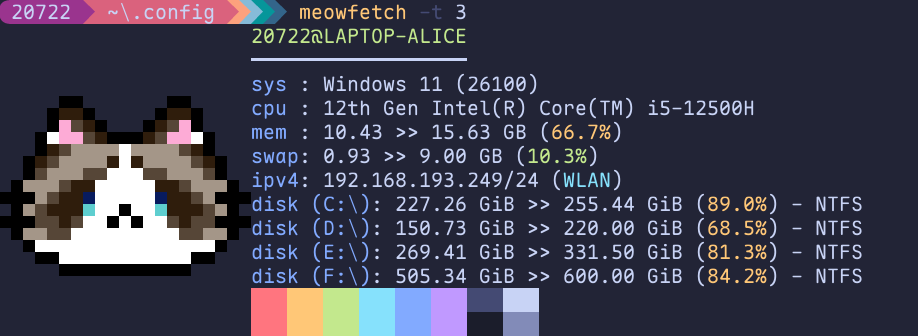 20722 ~\.config meowfetch -t 3
20722@LAPTOP-ALICE
sys : Windows 11 (26100)
cpu : 12th Gen Intel(R) Core(TM) i5-12500H
mem : 10.43 >> 15.63 GB (66.7%)
swap: 0.93 >> 9.00 GB (10.3%)
ipv4: 192.168.193.249/24 (WLAN)
disk (C:\): 227.26 GiB >> 255.44 GiB (89.0%) - NTFS
disk (D:\): 150.73 GiB >> 220.00 GiB (68.5%) - NTFS
disk (E:\): 269.41 GiB >> 331.50 GiB (81.3%) - NTFS
disk (F:\): 505.34 GiB >> 600.00 GiB (84.2%) - NTFS